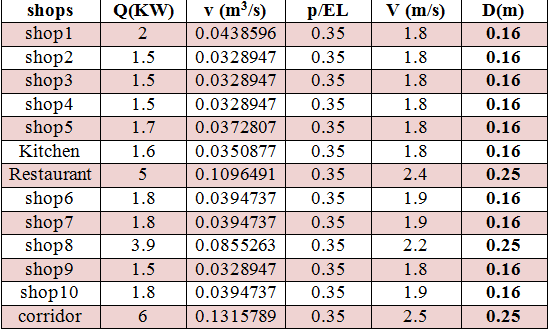 shops Q(KW) v (m³/s) p/EL V (m/s) D(m)
shop1 2 0.0438596 0.35 1.8 0.16
shop2 1.5 0.0328947 0.35 1.8 0.16
shop3 1.5 0.0328947 0.35 1.8 0.16
shop4 1.5 0.0328947 0.35 1.8 0.16
shop5 1.7 0.0372807 0.35 1.8 0.16
Kitchen 1.6 0.0350877 0.35 1.8 0.16
Restaurant 5 0.1096491 0.35 2.4 0.25
shop6 1.8 0.0394737 0.35 1.9 0.16
shop7 1.8 0.0394737 0.35 1.9 0.16
shop8 3.9 0.0855263 0.35 2.2 0.25
shop9 1.5 0.0328947 0.35 1.8 0.16
shop10 1.8 0.0394737 0.35 1.9 0.16
corridor 6 0.1315789 0.35 2.5 0.25